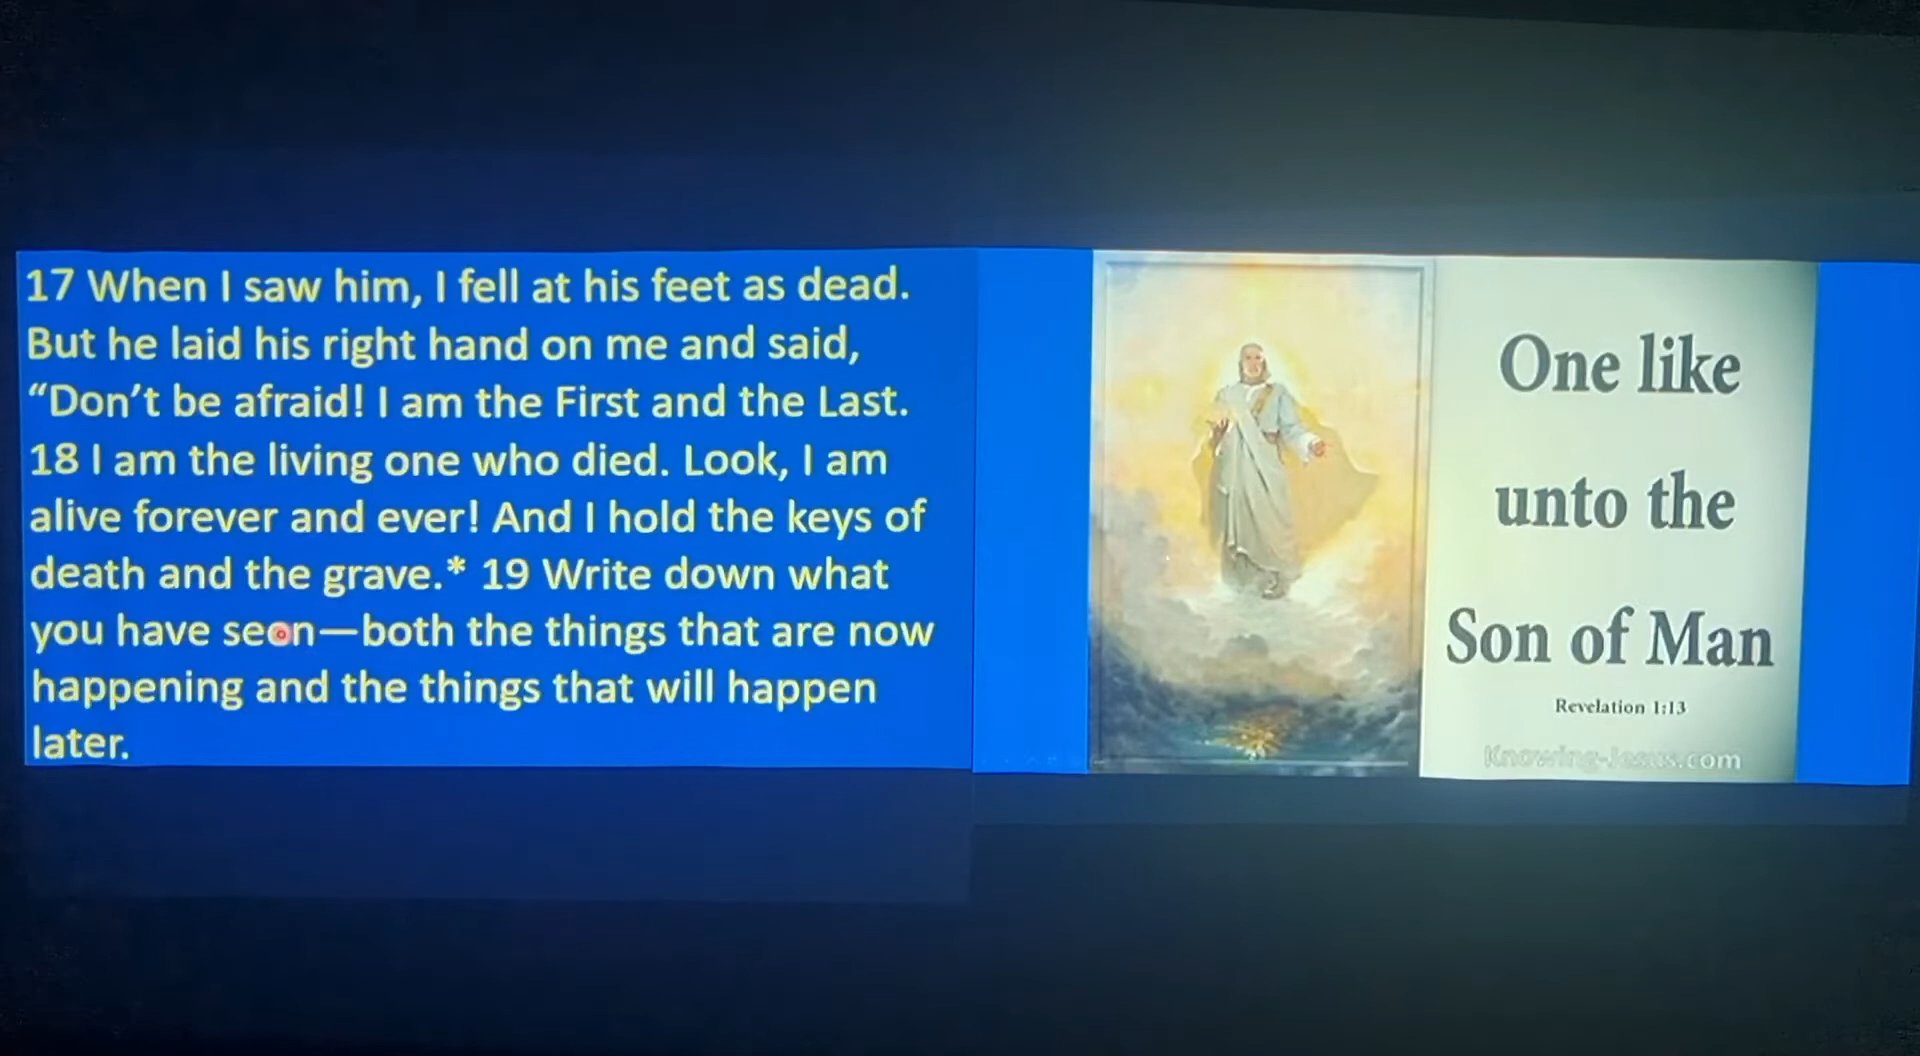 17 When I saw him, I fell at his feet as dead.
But he laid his right hand on me and said,
“Don’t be afraid! I am the First and the Last.
18 I am the living one who died. Look, I am
alive forever and ever! And I hold the keys of
death and the grave.* 19 Write down what
you have seen—both the things that are now
happening and the things that will happen
later.
One like
unto the
Son of Man
Revelation 1:13
Knowing-Jesus.com